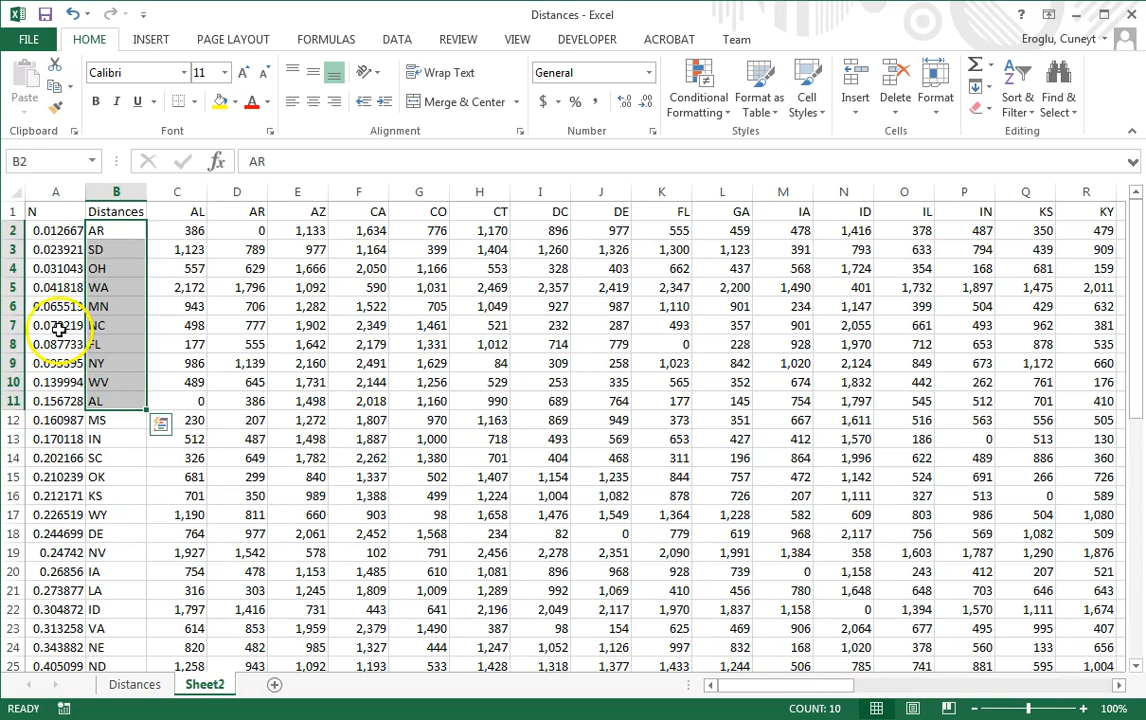 Distances - Excel
FILE HOME INSERT PAGE LAYOUT FORMULAS DATA REVIEW VIEW DEVELOPER ACROBAT Team Eroglu, Cuneyt
Paste Calibri 11 Wrap Text General Conditional Formatting Format as Table Cell Styles Insert Delete Format Sort & Filter Find & Select
B I U Merge & Center $ % ,
Clipboard Font Alignment Number Styles Cells Editing
B2 fx AR
A B C D E F G H I J K L M N O P Q R
1 N Distances AL AR AZ CA CO CT DC DE FL GA IA ID IL IN KS KY
2 0.012667 AR 386 0 1,133 1,634 776 1,170 896 977 555 459 478 1,416 378 487 350 479
3 0.023921 SD 1,123 789 977 1,164 399 1,404 1,260 1,326 1,300 1,123 391 793 633 794 439 909
4 0.031043 OH 557 629 1,666 2,050 1,166 553 328 403 662 437 568 1,724 354 168 681 159
5 0.041818 WA 2,172 1,796 1,092 590 1,031 2,469 2,357 2,419 2,347 2,200 1,490 401 1,732 1,897 1,475 2,011
6 0.065513 MN 943 706 1,282 1,522 705 1,049 927 987 1,110 901 234 1,147 399 504 429 632
7 NC 498 777 1,902 2,349 1,461 521 232 287 493 357 901 2,055 661 493 962 381
8 0.087733 FL 177 555 1,642 2,179 1,331 1,012 714 779 0 228 928 1,970 712 653 878 535
9 0.095395 NY 986 1,139 2,160 2,491 1,629 84 309 258 1,023 842 1,020 2,124 849 673 1,172 660
10 0.139994 WV 489 645 1,731 2,144 1,256 529 253 335 565 352 674 1,832 442 262 761 176
11 0.156728 AL 0 386 1,498 2,018 1,160 990 689 764 177 145 754 1,797 545 512 701 410
12 0.160987 MS 230 207 1,272 1,807 970 1,163 869 949 373 351 667 1,611 516 563 556 505
13 0.170118 IN 512 487 1,498 1,887 1,000 718 493 569 653 427 412 1,570 186 0 513 130
14 0.202166 SC 326 649 1,782 2,262 1,380 701 404 468 311 196 864 1,996 622 489 886 360
15 0.210239 OK 681 299 840 1,337 502 1,407 1,154 1,235 844 757 472 1,142 524 691 266 726
16 0.212171 KS 701 350 989 1,388 499 1,224 1,004 1,082 878 726 207 1,111 327 513 0 589
17 0.226519 WY 1,190 811 660 903 98 1,658 1,476 1,549 1,364 1,228 582 609 803 986 504 1,080
18 0.244699 DE 764 977 2,061 2,452 1,568 234 82 0 779 619 968 2,117 756 569 1,082 509
19 0.24742 NV 1,927 1,542 578 102 791 2,456 2,278 2,351 2,090 1,991 1,384 358 1,603 1,787 1,290 1,876
20 0.26856 IA 754 478 1,153 1,485 610 1,081 896 968 928 739 0 1,158 243 412 207 521
21 0.273877 LA 316 303 1,245 1,809 1,009 1,289 992 1,069 410 456 780 1,648 648 703 646 643
22 0.304872 ID 1,797 1,416 731 443 641 2,196 2,049 2,117 1,970 1,837 1,158 0 1,394 1,570 1,111 1,674
23 0.313258 VA 614 853 1,959 2,379 1,490 387 98 154 625 469 906 2,064 677 495 995 407
24 0.343882 NE 820 482 985 1,327 444 1,247 1,052 1,126 997 832 168 1,020 378 560 133 656
25 0.405099 ND 1,258 943 1,092 1,193 533 1,428 1,318 1,377 1,433 1,244 506 785 741 881 595 1,004
Distances Sheet2
READY COUNT: 10 100%